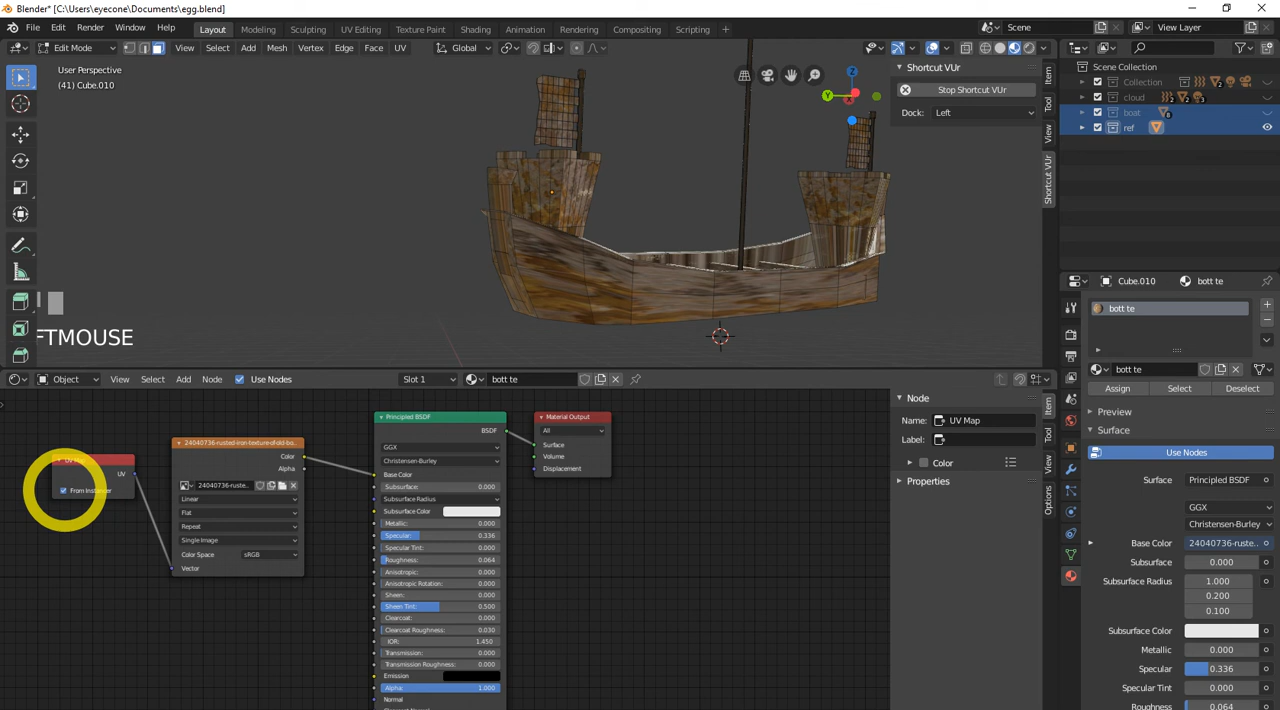 Blender* [C:\Users\eyecone\Documents\egg.blend]
File Edit Render Window Help Layout Modeling Sculpting UV Editing Texture Paint Shading Animation Rendering Compositing Scripting + Scene View Layer
Edit Mode View Select Add Mesh Vertex Edge Face UV Global
User Perspective
(41) Cube.010
Z
Y
X
Shortcut VUr
Stop Shortcut VUr
Dock: Left
Item
Tool
View
Shortcut VUr
Scene Collection
Collection
cloud 2 2 3
boat 8
ref
FTMOUSE
Object View Select Add Node Use Nodes Slot 1 bott te
UV Map
UV
From Instancer
24040736-rusted-iron-texture-of-old-bo...
Color
Alpha
24040736-ruste...
Linear
Flat
Repeat
Single Image
Color Space sRGB
Vector
Principled BSDF
BSDF
GGX
Christensen-Burley
Base Color
Subsurface: 0.000
Subsurface Radius
Subsurface Color
Metallic: 0.000
Specular: 0.336
Specular Tint: 0.000
Roughness: 0.064
Anisotropic: 0.000
Anisotropic Rotation: 0.000
Sheen: 0.000
Sheen Tint: 0.500
Clearcoat: 0.000
Clearcoat Roughness: 0.030
IOR: 1.450
Transmission: 0.000
Transmission Roughness: 0.000
Emission
Alpha: 1.000
Normal
Material Output
All
Surface
Volume
Displacement
Node
Name: UV Map
Label:
Color
Properties
Item
Tool
View
Options
Cube.010 bott te
bott te
bott te
Assign Select Deselect
Preview
Surface
Use Nodes
Surface Principled BSDF
GGX
Christensen-Burley
Base Color 24040736-ruste...
Subsurface 0.000
Subsurface Radius 1.000
0.200
0.100
Subsurface Color
Metallic 0.000
Specular 0.336
Specular Tint 0.000
Roughness 0.064